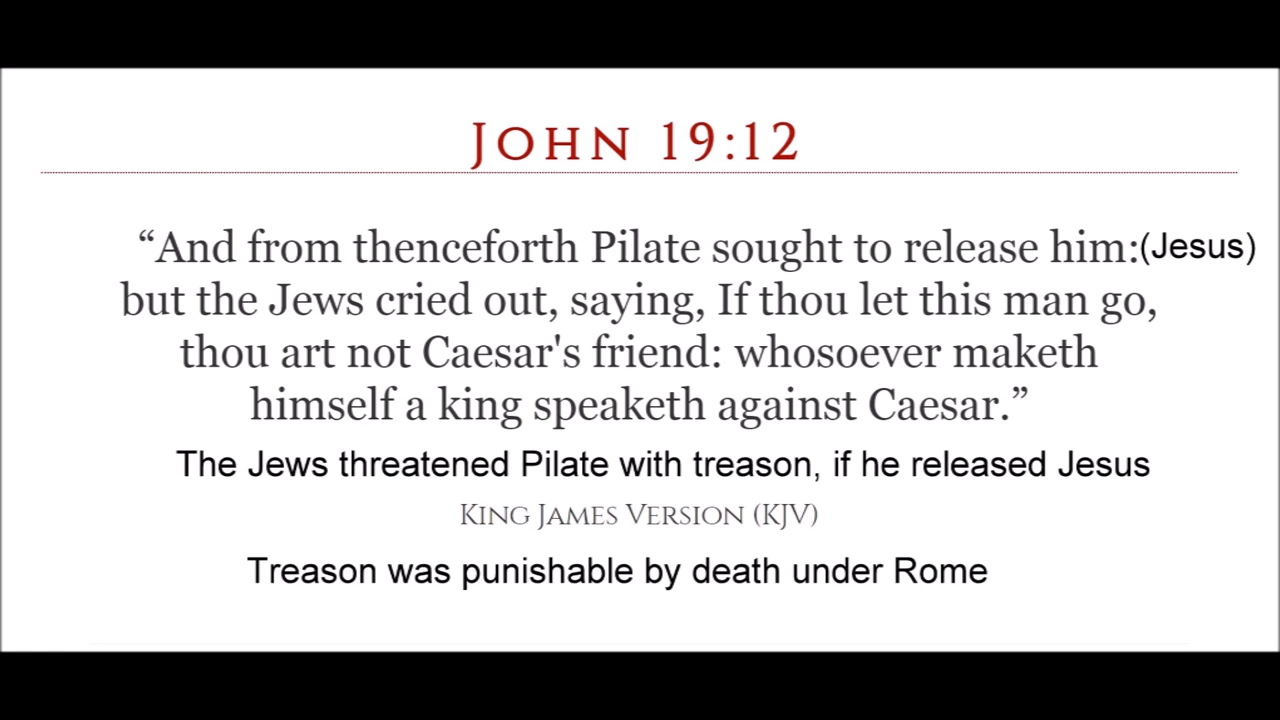 John 19:12
“And from thenceforth Pilate sought to release him:(Jesus)
but the Jews cried out, saying, If thou let this man go,
thou art not Caesar's friend: whosoever maketh
himself a king speaketh against Caesar.”
The Jews threatened Pilate with treason, if he released Jesus
King James Version (KJV)
Treason was punishable by death under Rome